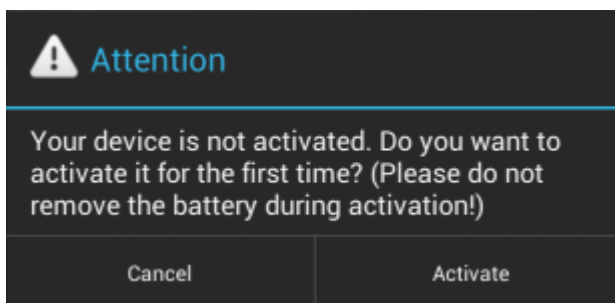 Attention
Your device is not activated. Do you want to
activate it for the first time? (Please do not
remove the battery during activation!)
Cancel
Activate